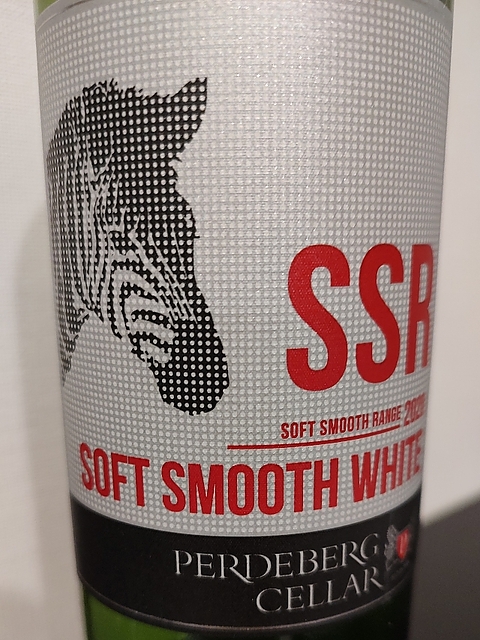 SSR
SOFT SMOOTH RANGE
SOFT SMOOTH WHITE
PERDEBERG
CELLAR